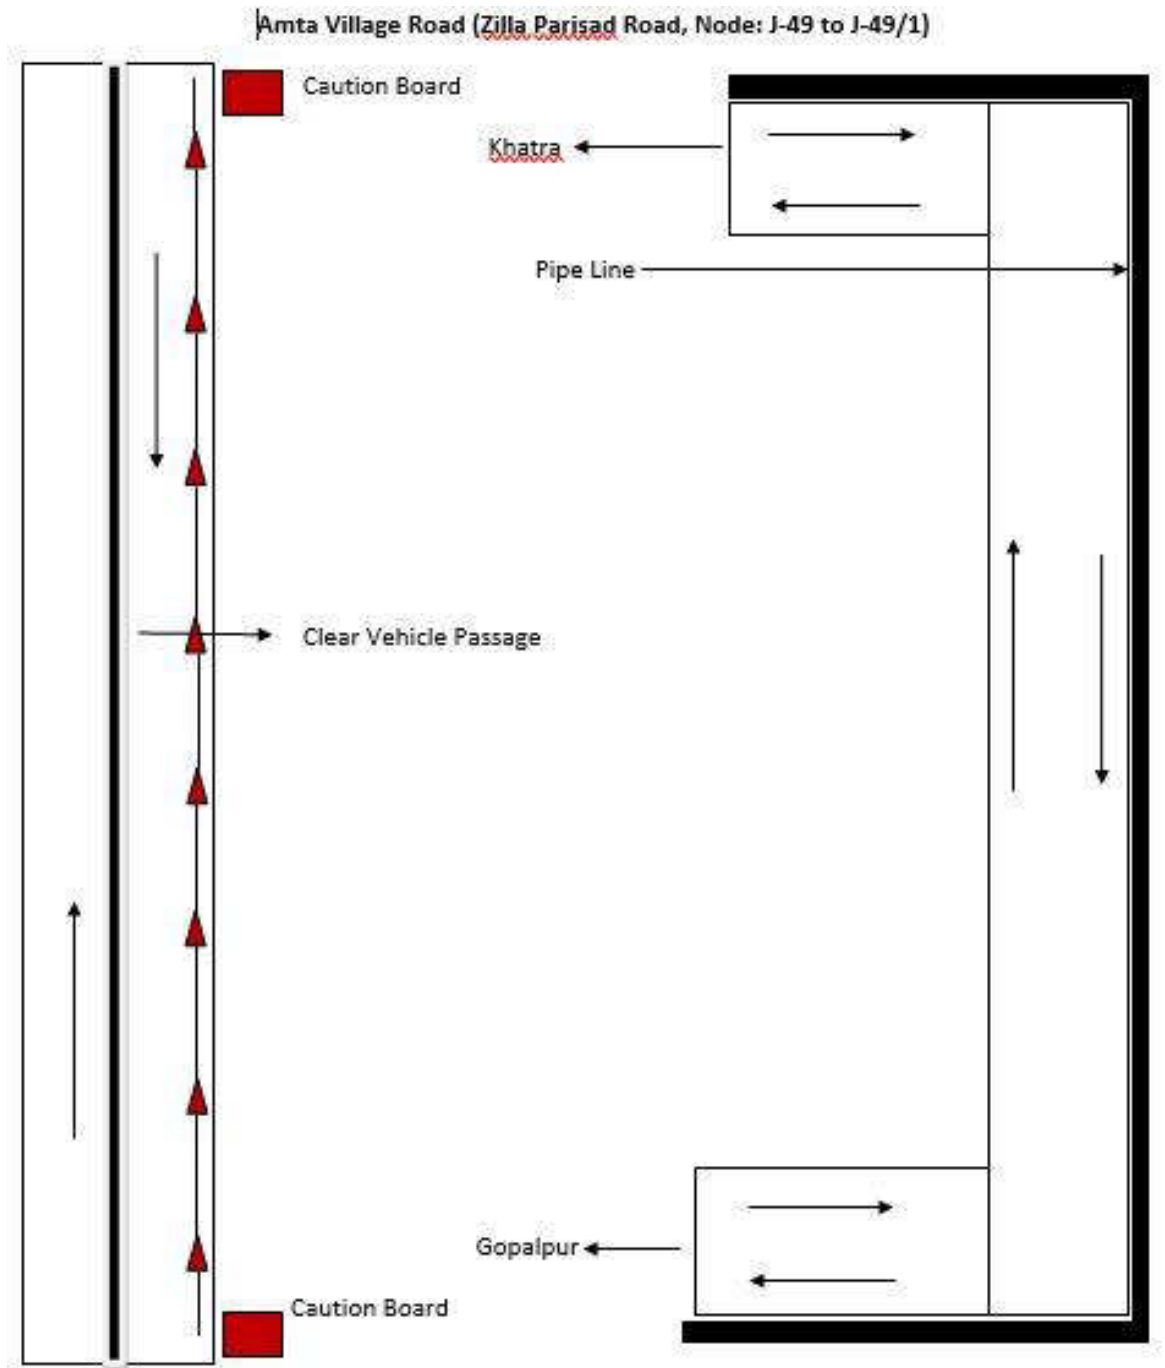 Amta Village Road (Zilla Parisad Road, Node: J-49 to J-49/1)
Caution Board
Khatra
Pipe Line
Clear Vehicle Passage
Gopalpur
Caution Board